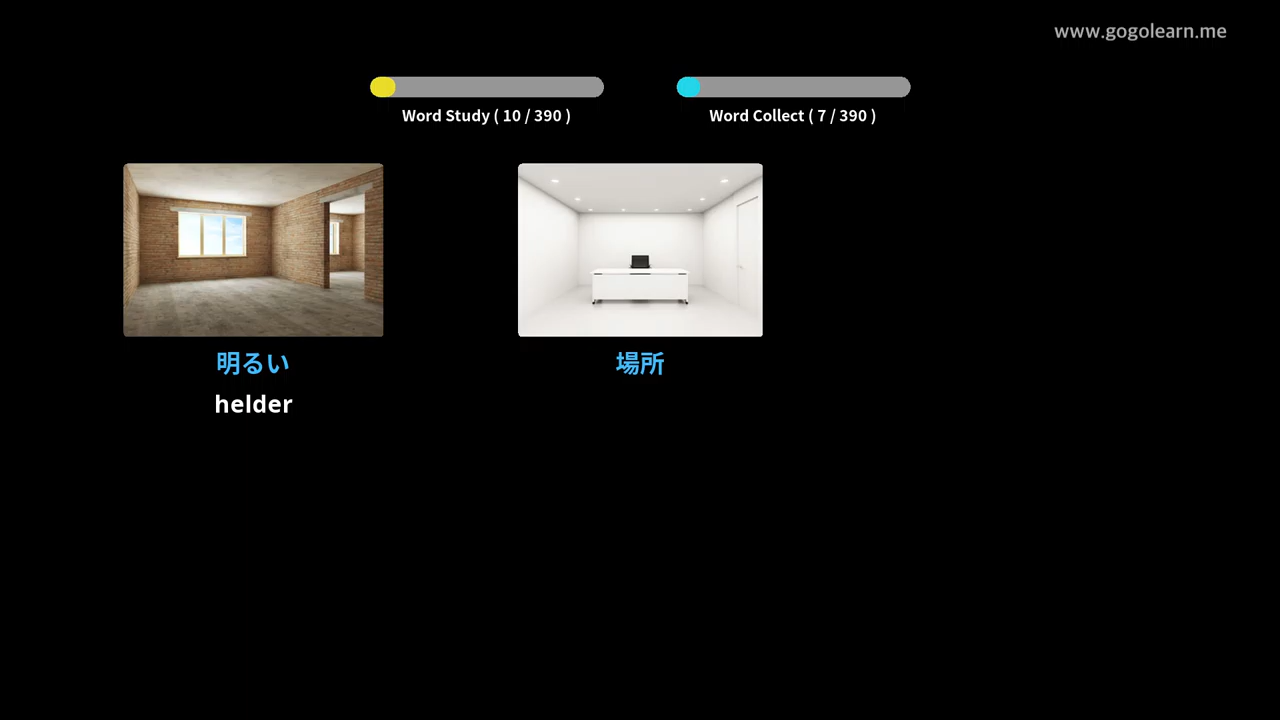 www.gogolearn.me
Word Study ( 10 / 390 )
Word Collect ( 7 / 390 )
明るい
helder
場所